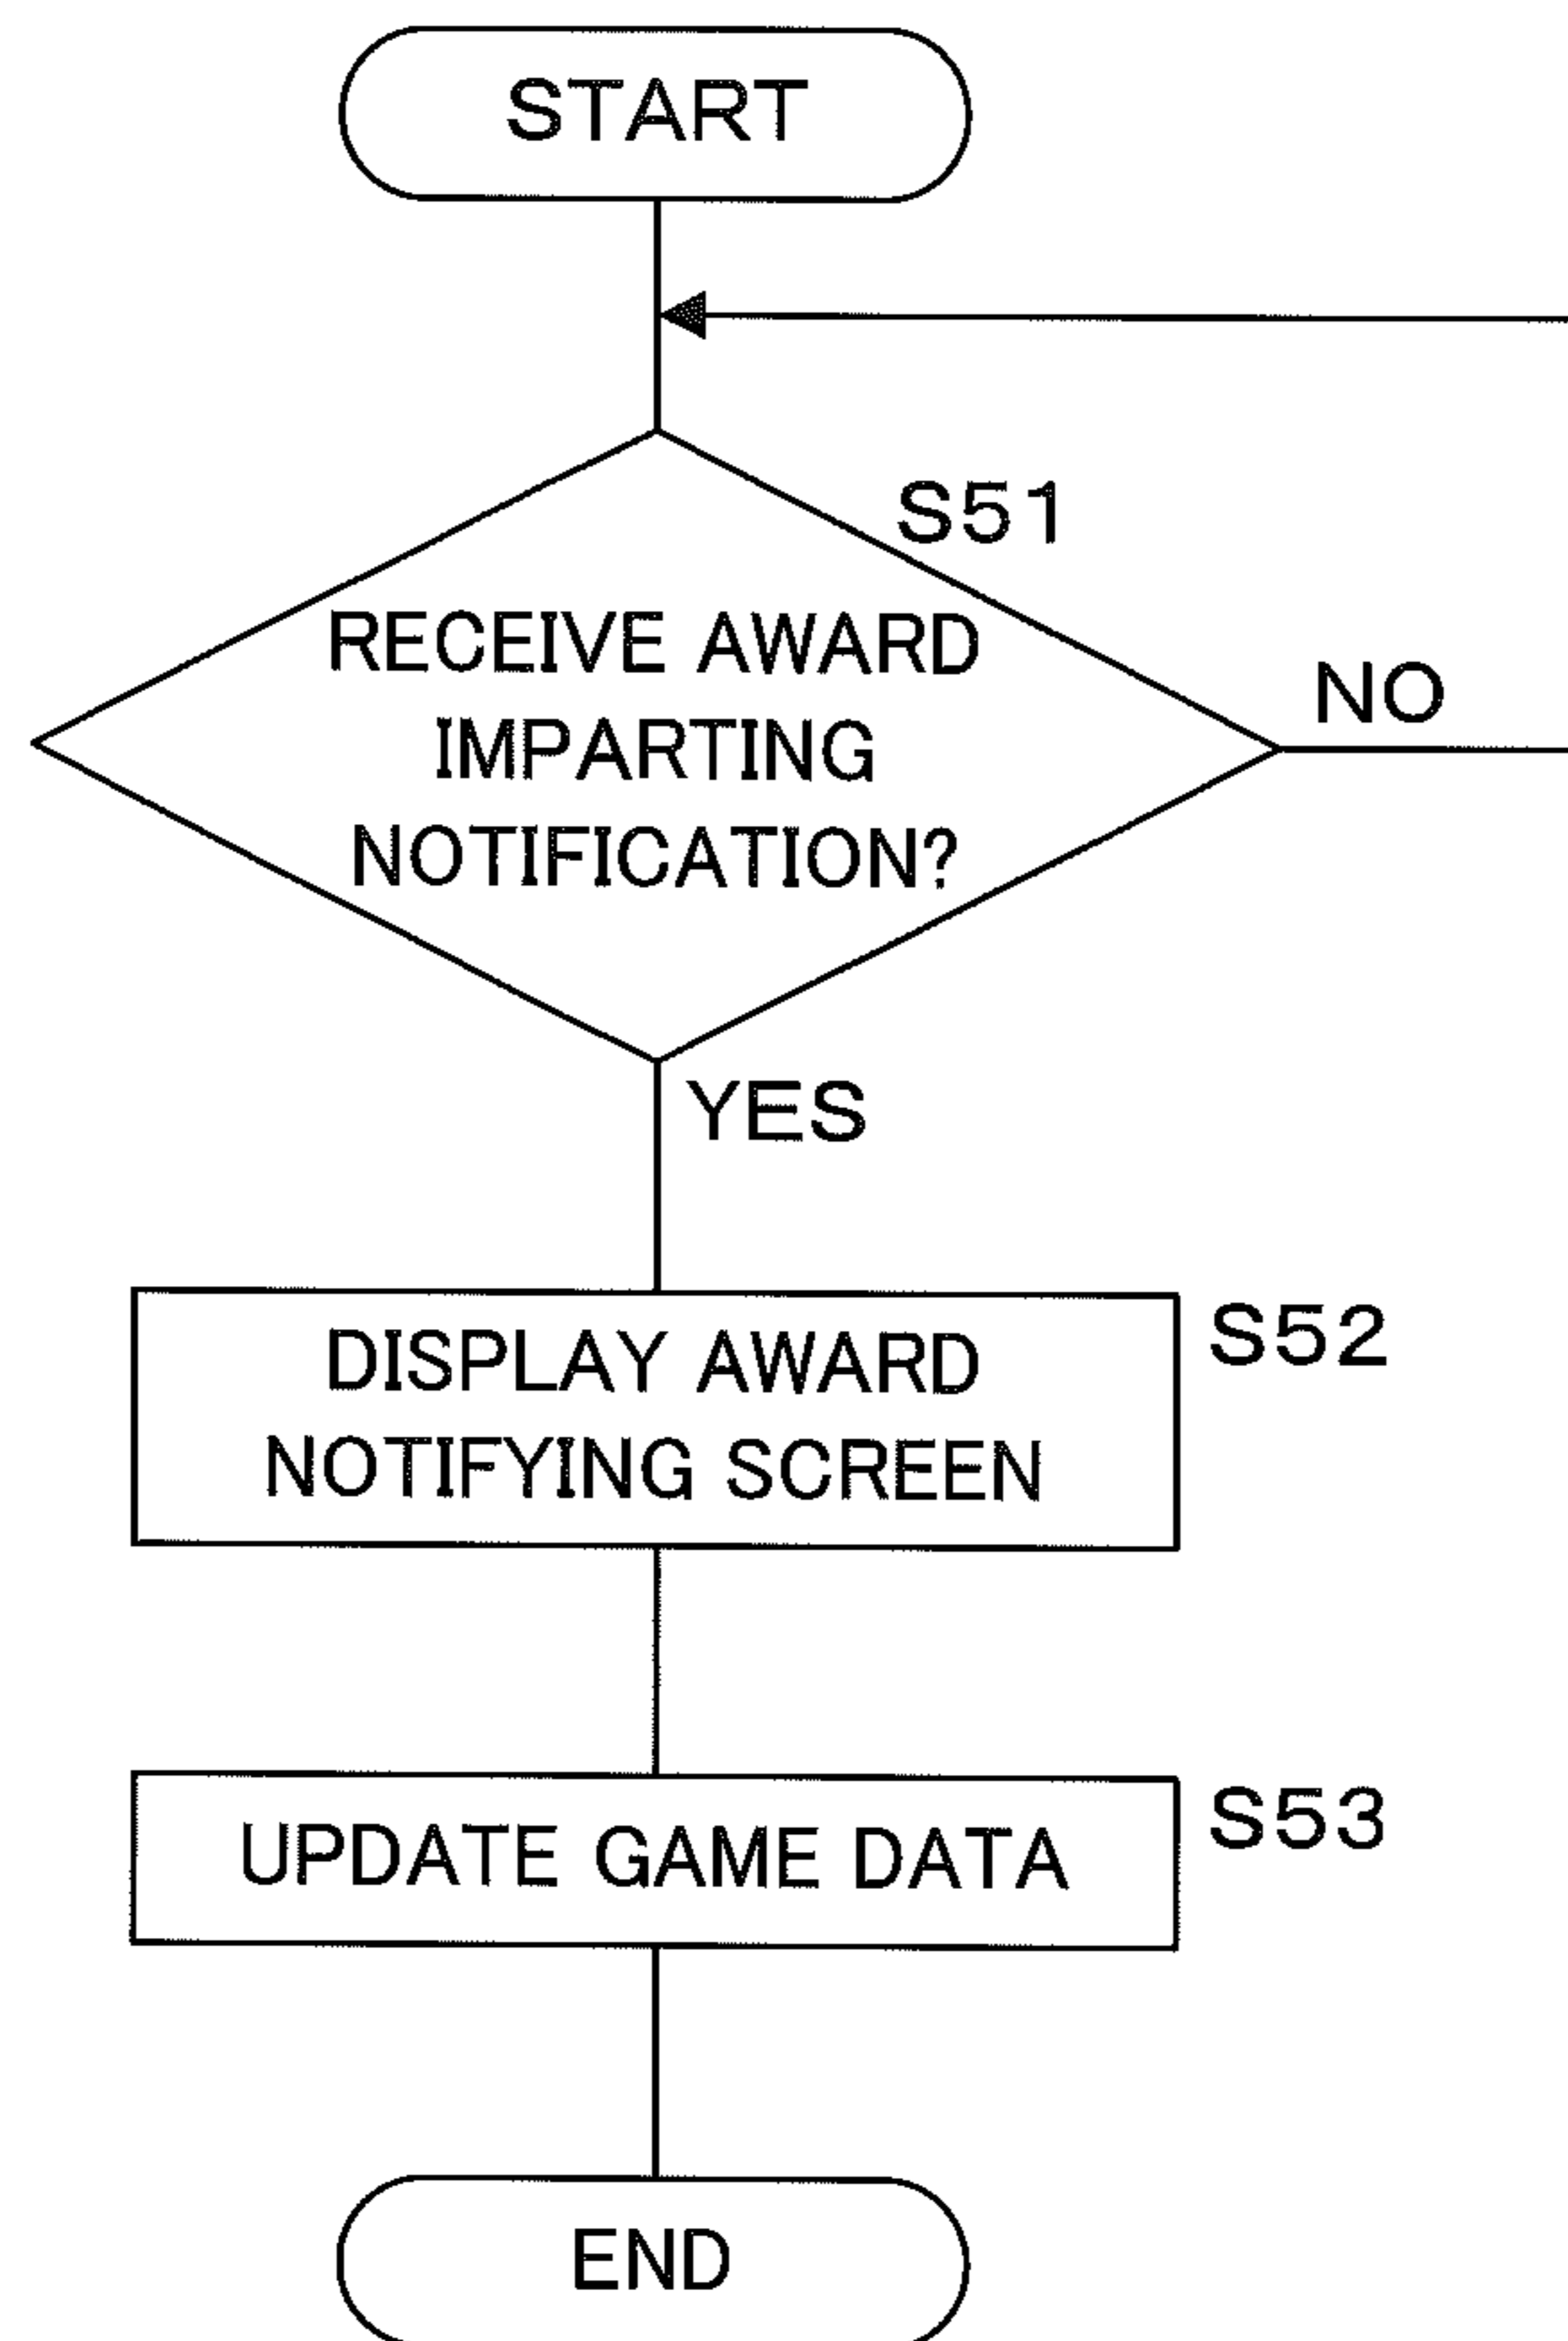 START
S51
RECEIVE AWARD
IMPARTING
NOTIFICATION?
NO
YES
S52
DISPLAY AWARD
NOTIFYING SCREEN
S53
UPDATE GAME DATA
END